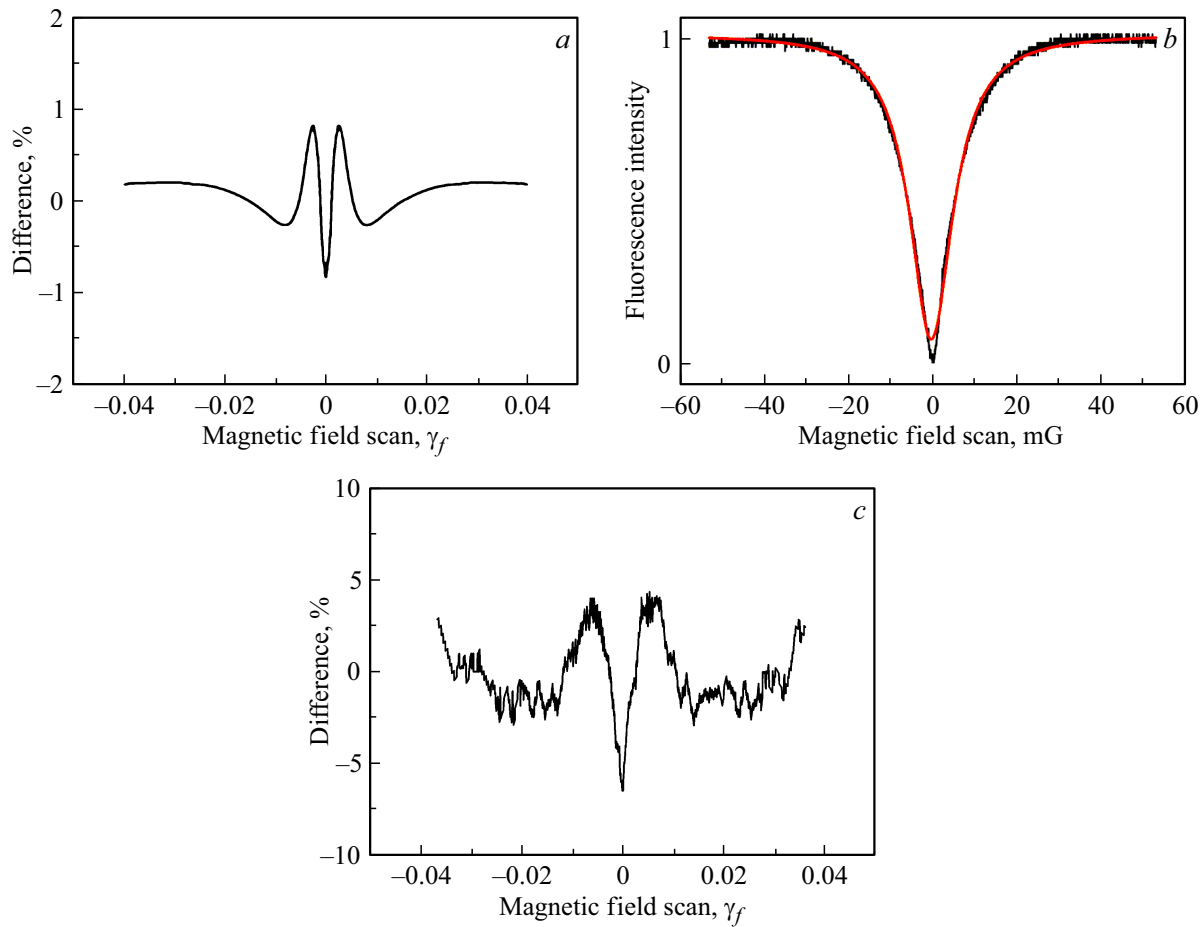 a
2
1
0
–1
–2
Difference, %
–0.04 –0.02 0 0.02 0.04
Magnetic field scan, γf
b
1
0
Fluorescence intensity
–60 –40 –20 0 20 40 60
Magnetic field scan, mG
c
10
5
0
–5
–10
Difference, %
–0.04 –0.02 0 0.02 0.04
Magnetic field scan, γf